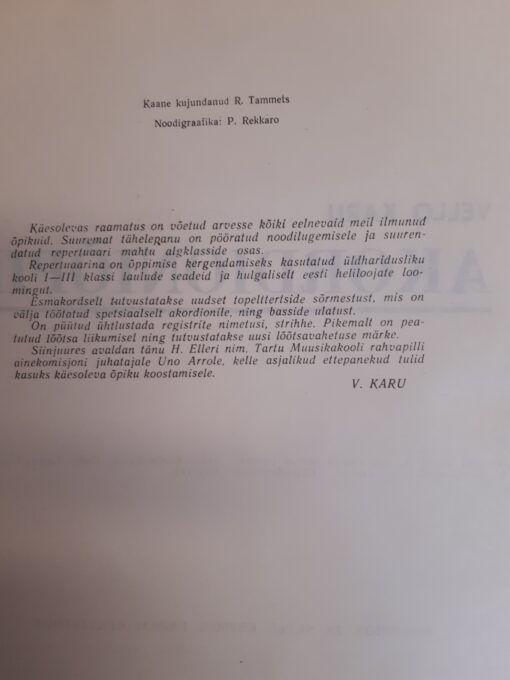 Kaane kujundanud R. Tammets
Noodigraafika: P. Rekkaro
Käesolevas raamatus on võetud arvesse kõiki eelnevaid meil ilmunud
õpikuid. Suuremat tähelepanu on pööratud noodilugemisele ja suuren-
datud repertuaari mahtu algklasside osas.
Repertuaarina on õppimise kergendamiseks kasutatud üldharidusliku
kooli I—III klassi laulude seadeid ja hulgaliselt eesti heliloojate loo-
mingut.
Esmakordselt tutvustatakse uudset topelttertside sõrmestust, mis on
välja töötatud spetsiaalselt akordionile, ning basside ulatust.
On püütud ühtlustada registrite nimetusi, strihhe. Pikemalt on pea-
tutud lõõtsa liikumisel ning tutvustatakse uusi lõõtsavahetuse märke.
Siinjuures avaldan tänu H. Elleri nim. Tartu Muusikakooli rahvapilli
ainekomisjoni juhatajale Uno Arrole, kelle asjalikud ettepanekud tulid
kasuks käesoleva õpiku koostamisele.
V. KARU
VELLO KARU